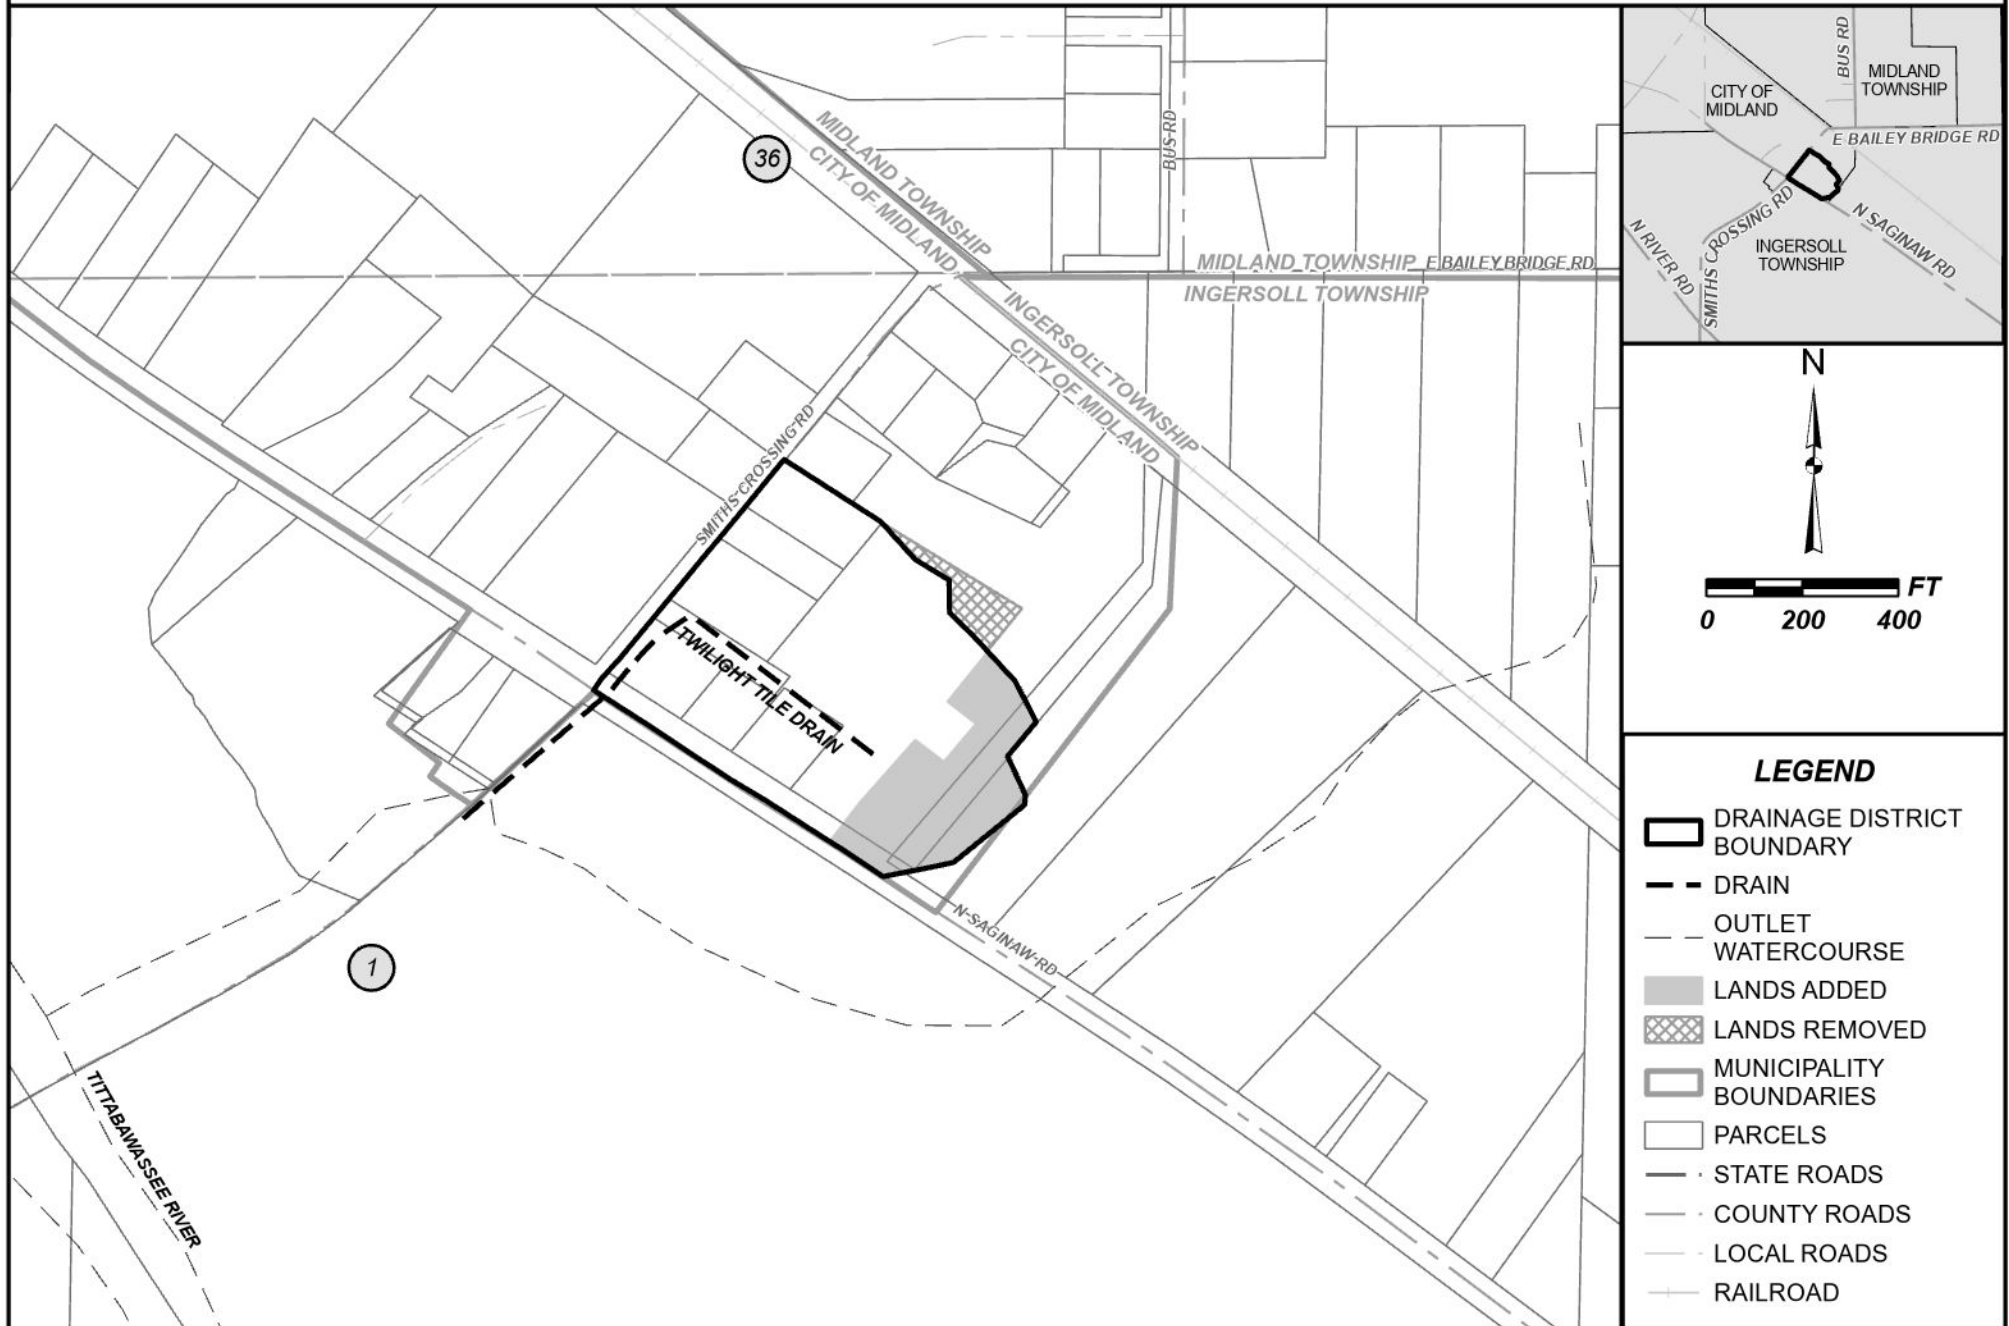 36
MIDLAND TOWNSHIP
CITY OF MIDLAND
BUS RD
MIDLAND TOWNSHIP
E BAILEY BRIDGE RD
INGERSOLL TOWNSHIP
INGERSOLL TOWNSHIP
CITY OF MIDLAND
SMITHS CROSSING RD
TWILIGHT TILE DRAIN
N SAGINAW RD
1
TITTABAWASSEE RIVER
BUS RD
MIDLAND
TOWNSHIP
CITY OF
MIDLAND
E BAILEY BRIDGE RD
N SAGINAW RD
SMITHS CROSSING RD
N RIVER RD
INGERSOLL
TOWNSHIP
N
FT
0 200 400
LEGEND
DRAINAGE DISTRICT
BOUNDARY
DRAIN
OUTLET
WATERCOURSE
LANDS ADDED
LANDS REMOVED
MUNICIPALITY
BOUNDARIES
PARCELS
STATE ROADS
COUNTY ROADS
LOCAL ROADS
RAILROAD